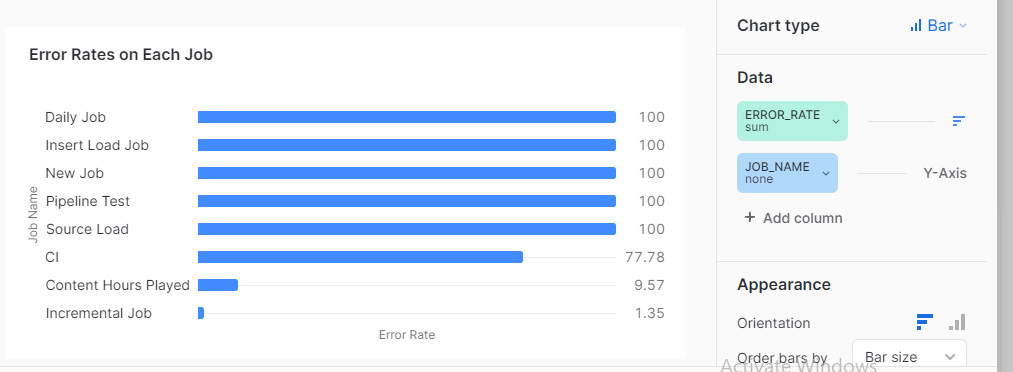 Error Rates on Each Job
Job Name
Daily Job 100
Insert Load Job 100
New Job 100
Pipeline Test 100
Source Load 100
CI 77.78
Content Hours Played 9.57
Incremental Job 1.35
Error Rate
Chart type Bar
Data
ERROR_RATE
sum
JOB_NAME
none
Y-Axis
+ Add column
Appearance
Orientation
Order bars by Bar size
Activate Windows